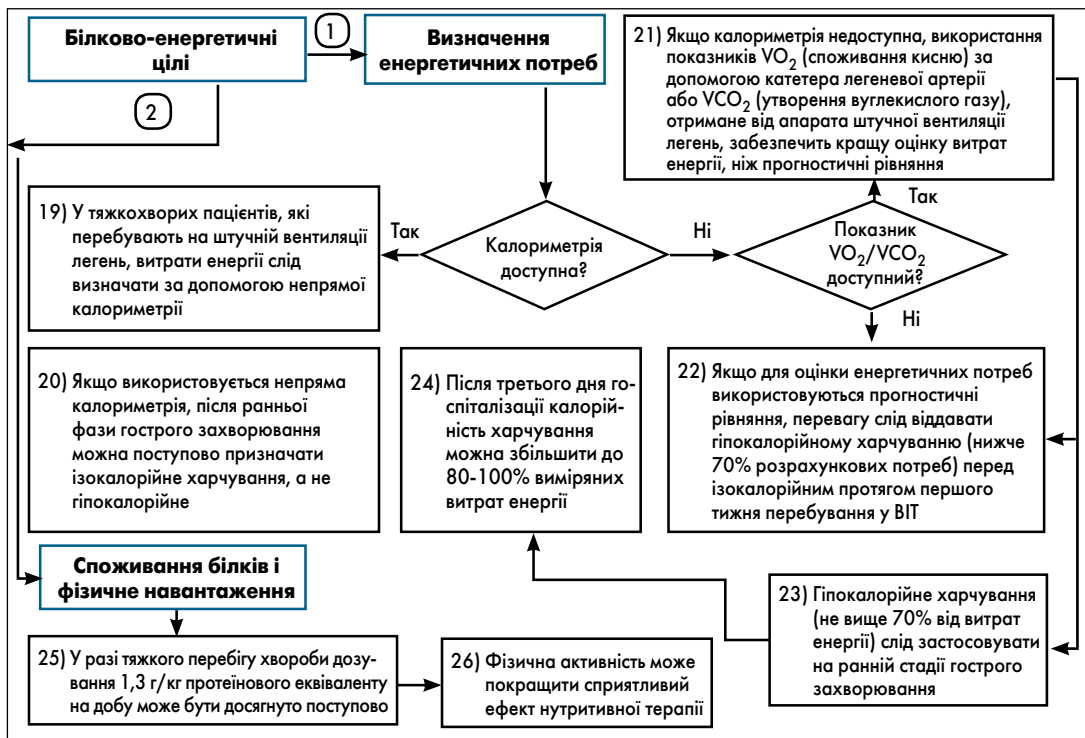 Білково-енергетичні
цілі
1
2
Визначення
енергетичних потреб
21) Якщо калориметрія недоступна, використання
показників VO₂ (споживання кисню) за
допомогою катетера легеневої артерії
або VCO₂ (утворення вуглекислого газу),
отримане від апарата штучної вентиляції
легень, забезпечить кращу оцінку витрат
енергії, ніж прогностичні рівняння
19) У тяжкохворих пацієнтів, які
перебувають на штучній вентиляції
легень, витрати енергії слід
визначати за допомогою непрямої
калориметрії
Так
Калориметрія
доступна?
Ні
Показник
VO₂/VCO₂
доступний?
Так
Ні
20) Якщо використовується непряма
калориметрія, після ранньої
фази гострого захворювання
можна поступово призначати
ізокалорійне харчування, а не
гіпокалорійне
24) Після третього дня го-
спіталізації калорій-
ність харчування
можна збільшити до
80-100% виміряних
витрат енергії
22) Якщо для оцінки енергетичних потреб
використовуються прогностичні
рівняння, перевагу слід віддавати
гіпокалорійному харчуванню (нижче
70% розрахункових потреб) перед
ізокалорійним протягом першого
тижня перебування у ВІТ
Споживання білків і
фізичне навантаження
23) Гіпокалорійне харчування
(не вище 70% від витрат
енергії) слід застосовувати
на ранній стадії гострого
захворювання
25) У разі тяжкого перебігу хвороби дозу-
вання 1,3 г/кг протеїнового еквіваленту
на добу може бути досягнуто поступово
26) Фізична активність може
покращити сприятливий
ефект нутритивної терапії